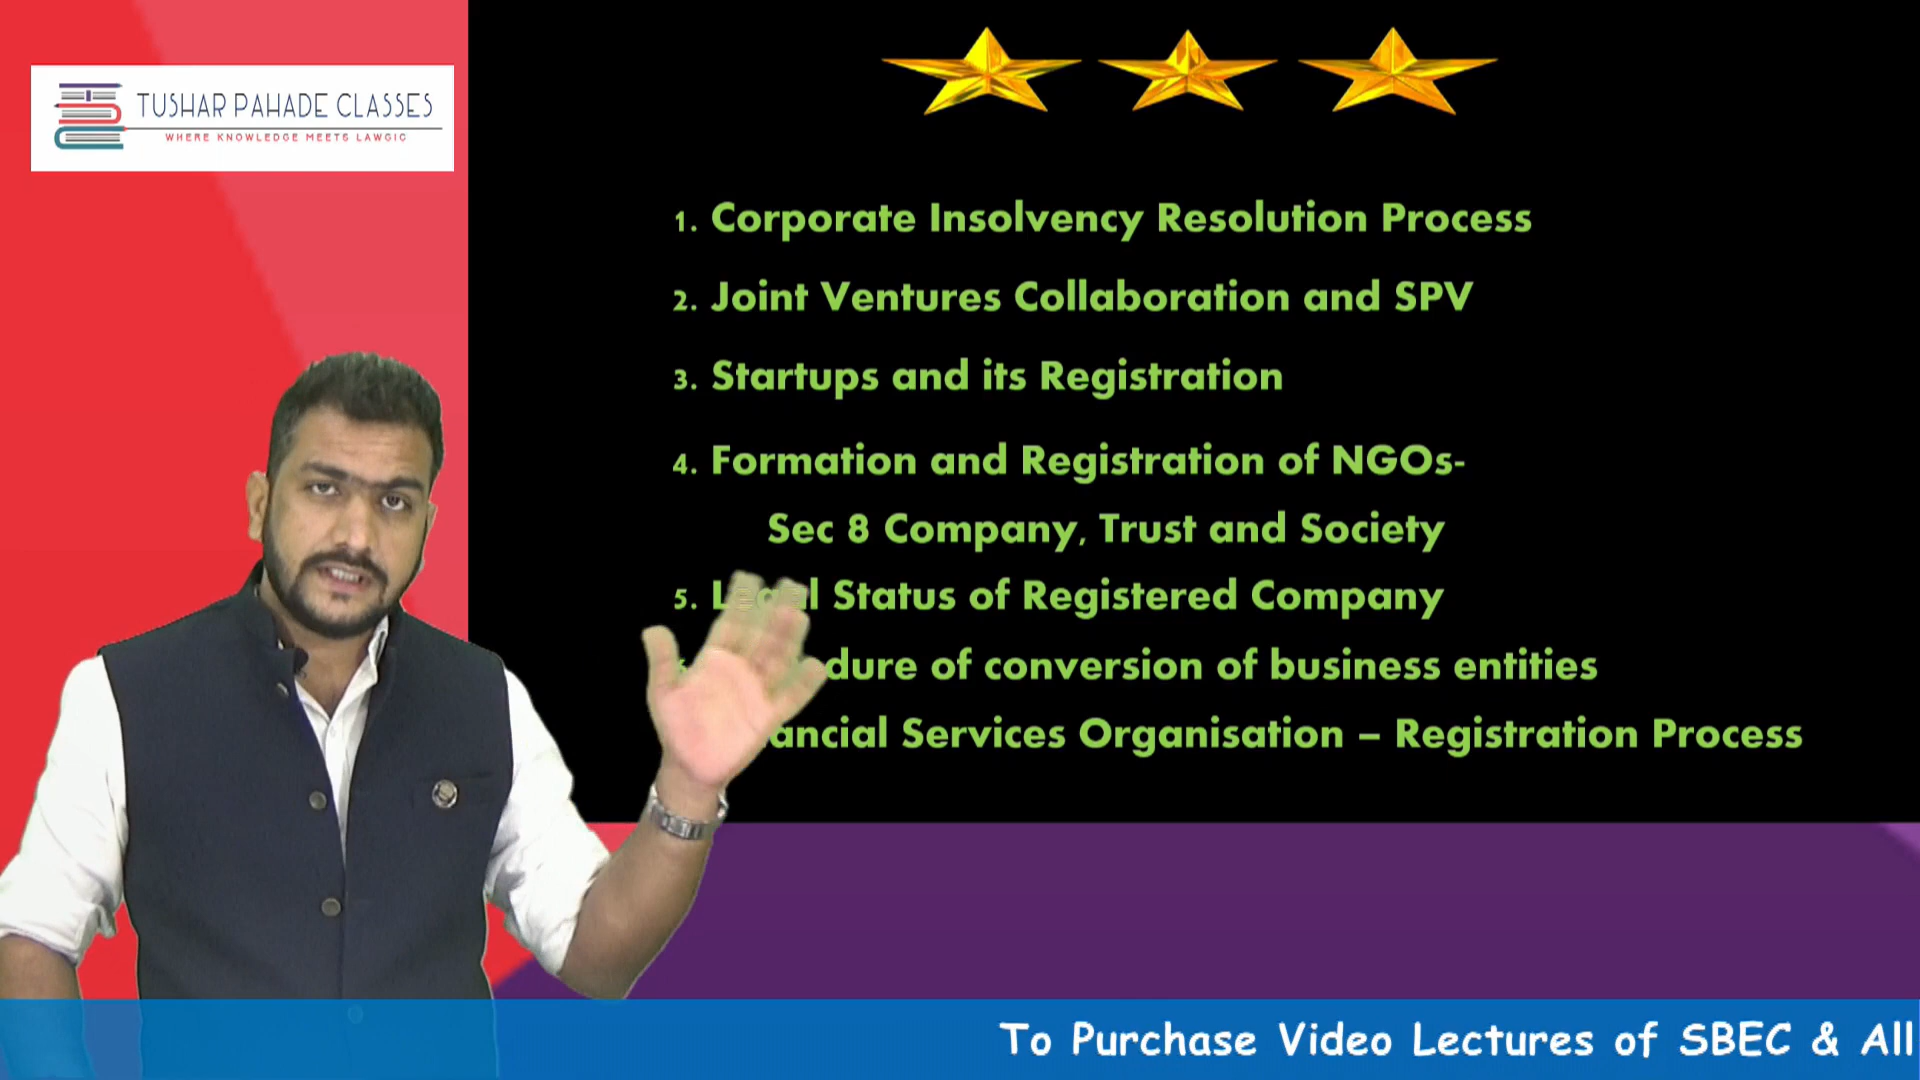 TUSHAR PAHADE CLASSES
WHERE KNOWLEDGE MEETS LAWGIC
1. Corporate Insolvency Resolution Process
2. Joint Ventures Collaboration and SPV
3. Startups and its Registration
4. Formation and Registration of NGOs-
Sec 8 Company, Trust and Society
5. Legal Status of Registered Company
of conversion of business entities
Services Organisation – Registration Process
To Purchase Video Lectures of SBEC & All